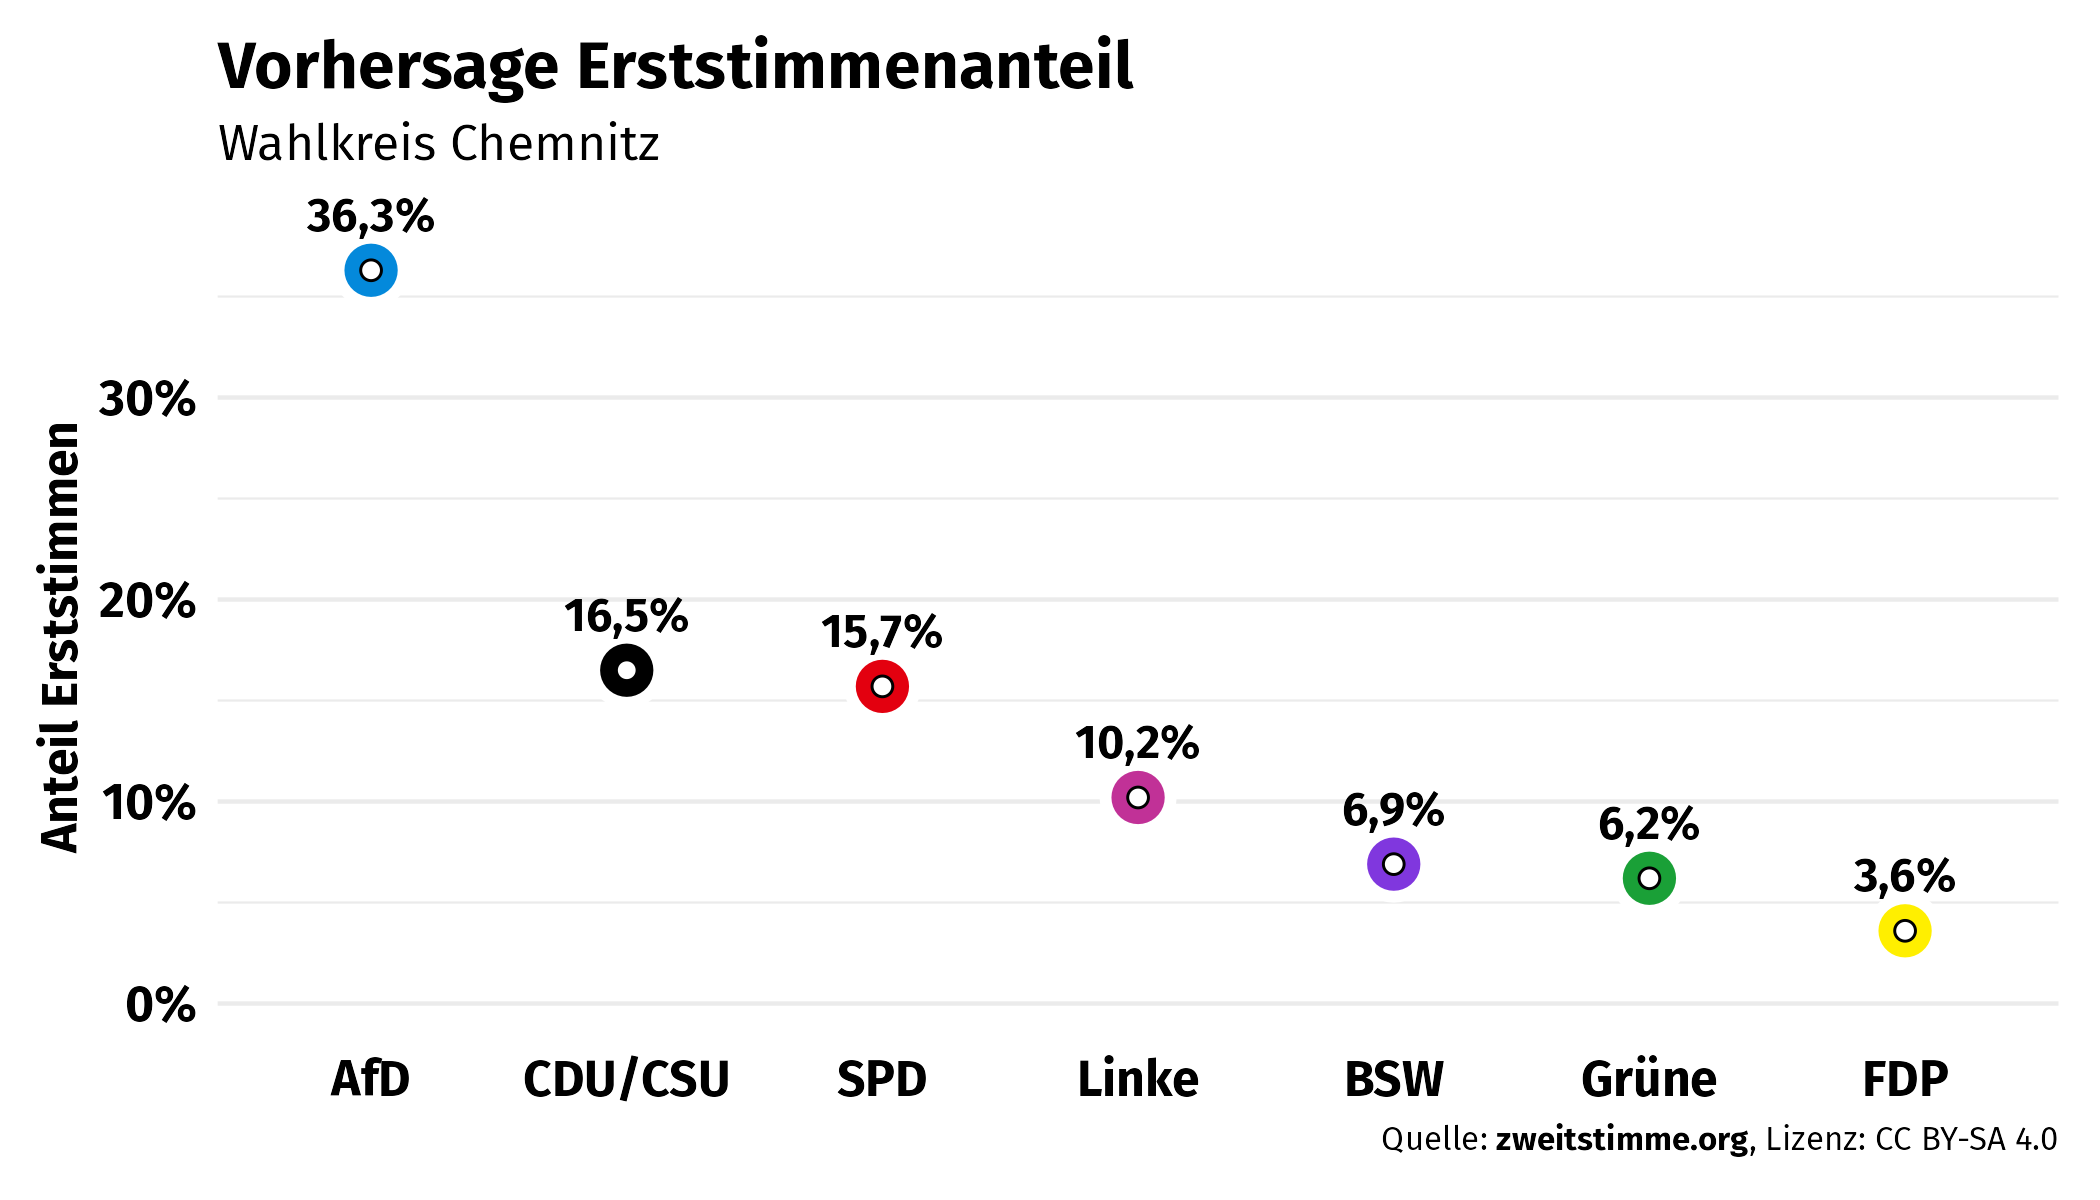 Vorhersage Erststimmenanteil
Wahlkreis Chemnitz
36,3%
30%
20%
16,5%
15,7%
10,2%
10%
6,9%
6,2%
3,6%
0%
Anteil Erststimmen
AfD CDU/CSU SPD Linke BSW Grüne FDP
Quelle: zweitstimme.org, Lizenz: CC BY-SA 4.0